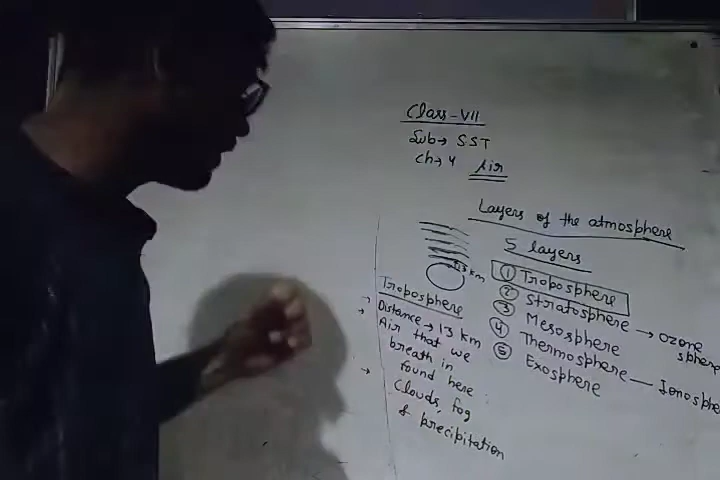 Class-VII
Sub→ SST
Ch→ 4 Air
Layers of the atmosphere
5 layers
① Troposphere
② Stratosphere → ozone sphere
③ Mesosphere
④ Thermosphere — Ionosphe
⑤ Exosphere
13 km
Troposphere
→ Distance → 13 km
→ Air that we
breath in
found here
→ Clouds, fog
& precipitation